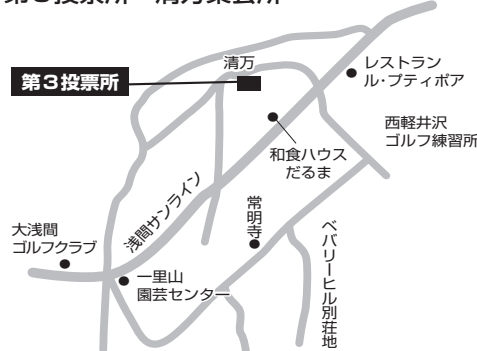 第3投票所　清万集会所
清万
第３投票所
レストラン
ル・プティポア
西軽井沢
ゴルフ練習所
和食ハウス
だるま
浅間サンライン
常明寺
大浅間
ゴルフクラブ
ベバリーヒル別荘地
一里山
園芸センター